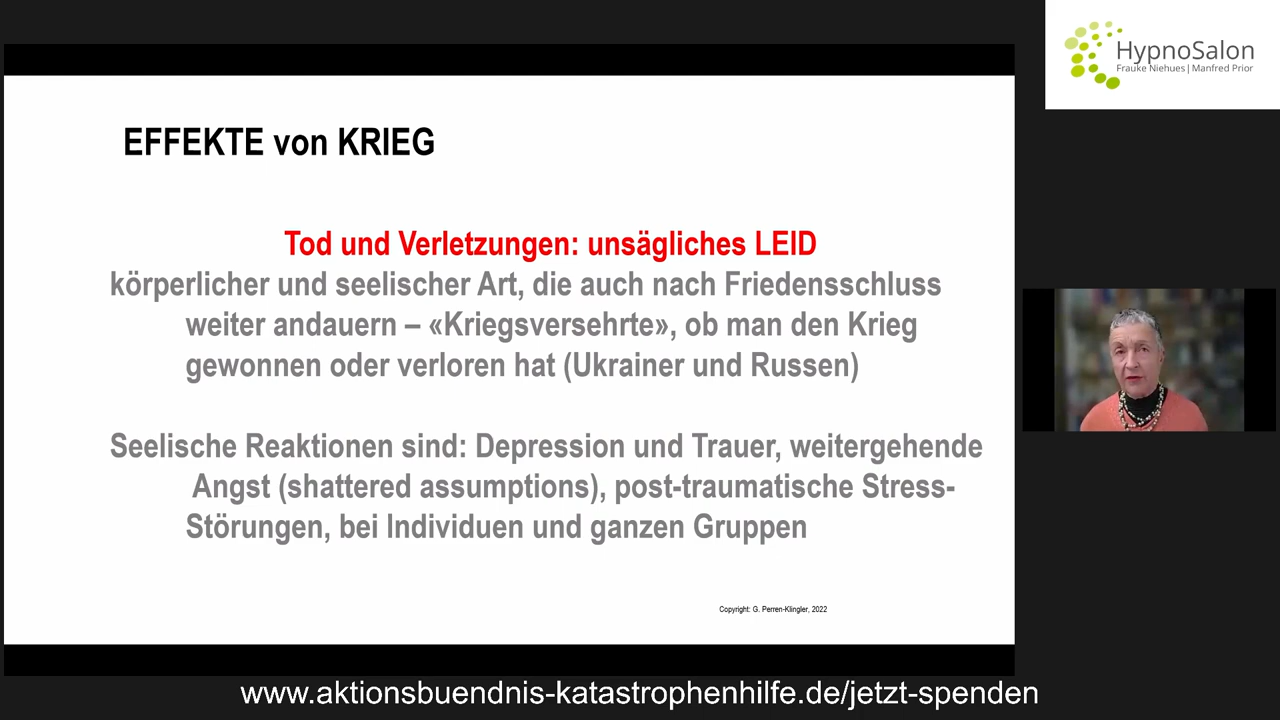 HypnoSalon
Frauke Niehues | Manfred Prior
EFFEKTE von KRIEG
Tod und Verletzungen: unsägliches LEID
körperlicher und seelischer Art, die auch nach Friedensschluss
weiter andauern – «Kriegsversehrte», ob man den Krieg
gewonnen oder verloren hat (Ukrainer und Russen)
Seelische Reaktionen sind: Depression und Trauer, weitergehende
Angst (shattered assumptions), post-traumatische Stress-
Störungen, bei Individuen und ganzen Gruppen
Copyright: G. Perren-Klingler, 2022
www.aktionsbuendnis-katastrophenhilfe.de/jetzt-spenden